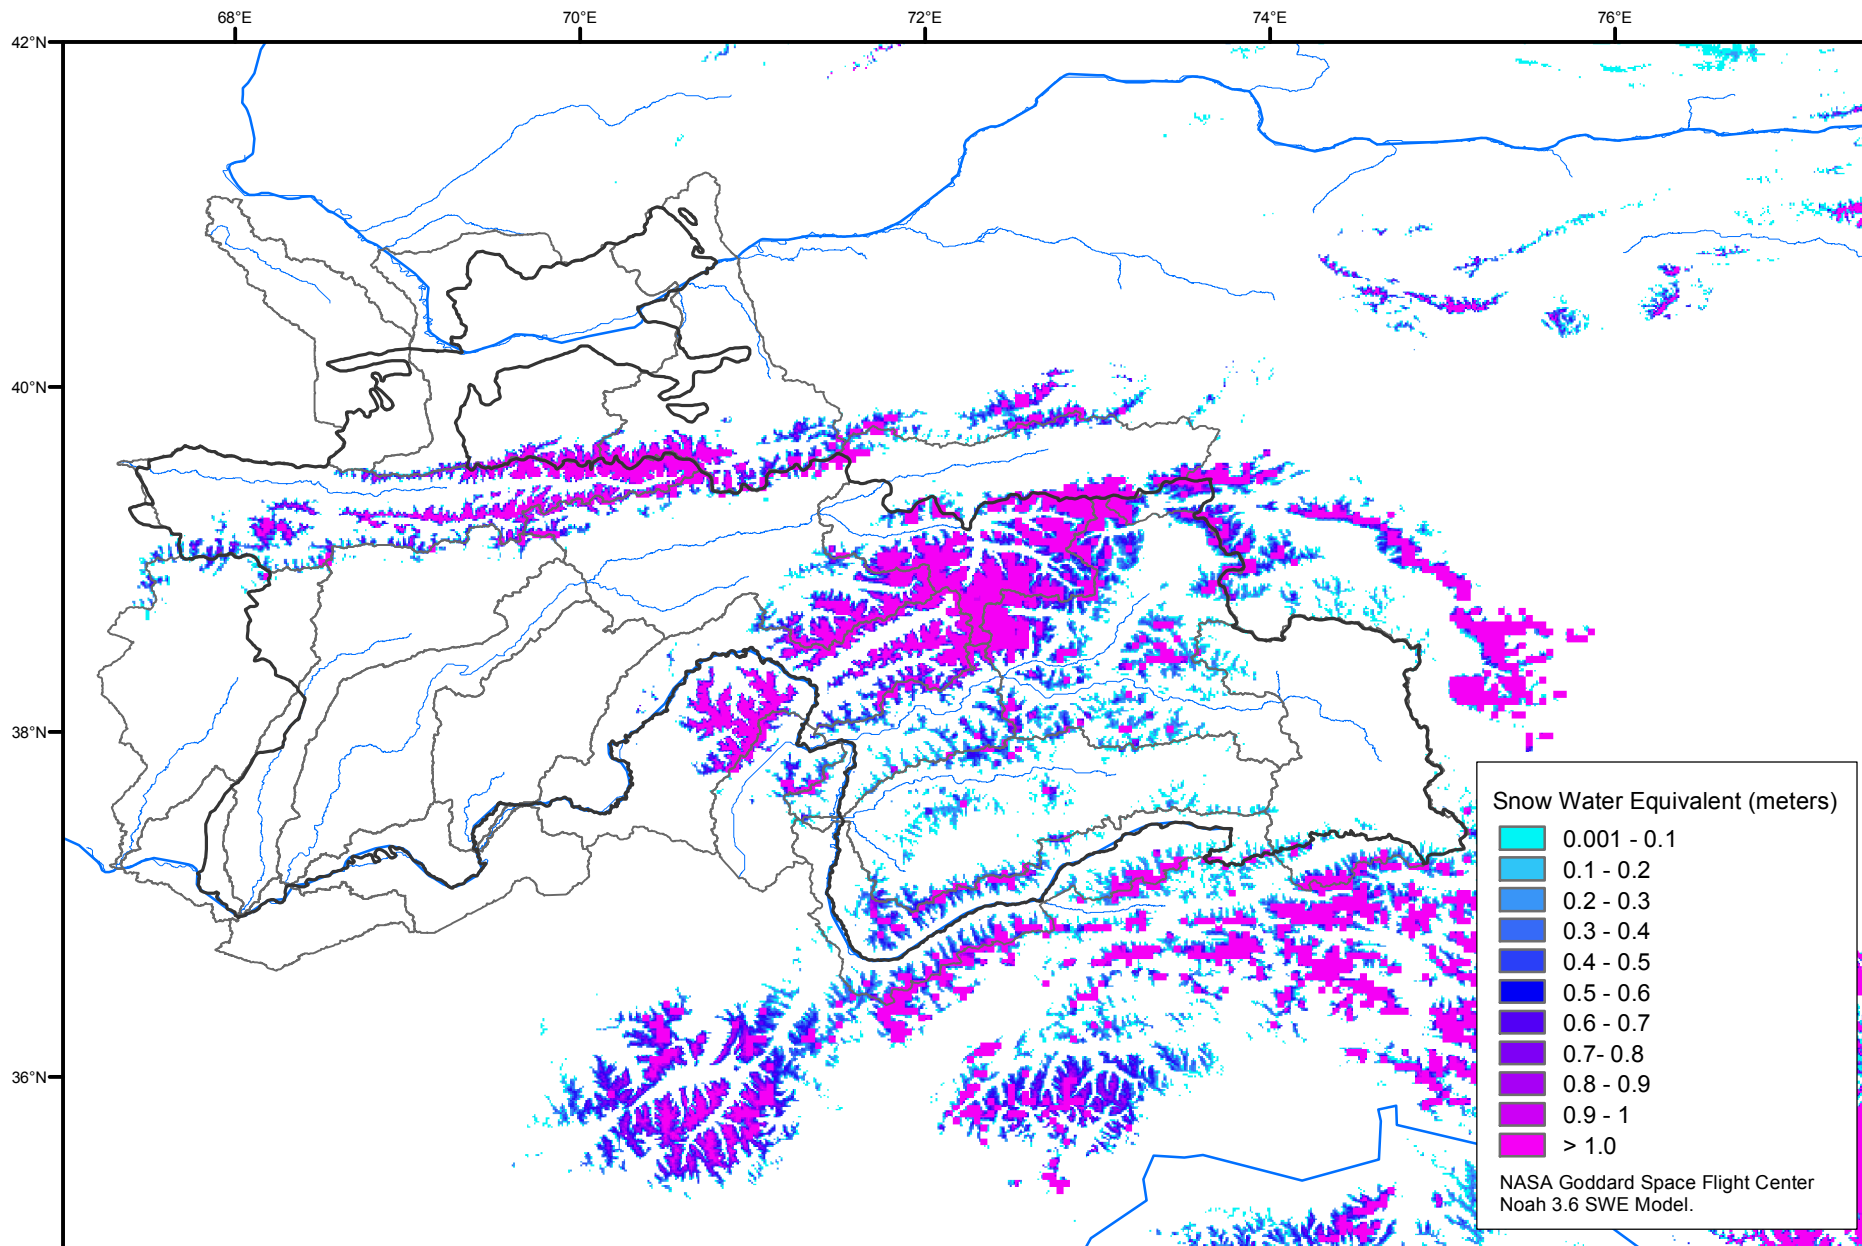 68°E
70°E
72°E
74°E
76°E
42°N
40°N
38°N
36°N
Snow Water Equivalent (meters)
0.001 - 0.1
0.1 - 0.2
0.2 - 0.3
0.3 - 0.4
0.4 - 0.5
0.5 - 0.6
0.6 - 0.7
0.7- 0.8
0.8 - 0.9
0.9 - 1
> 1.0
NASA Goddard Space Flight Center
Noah 3.6 SWE Model.